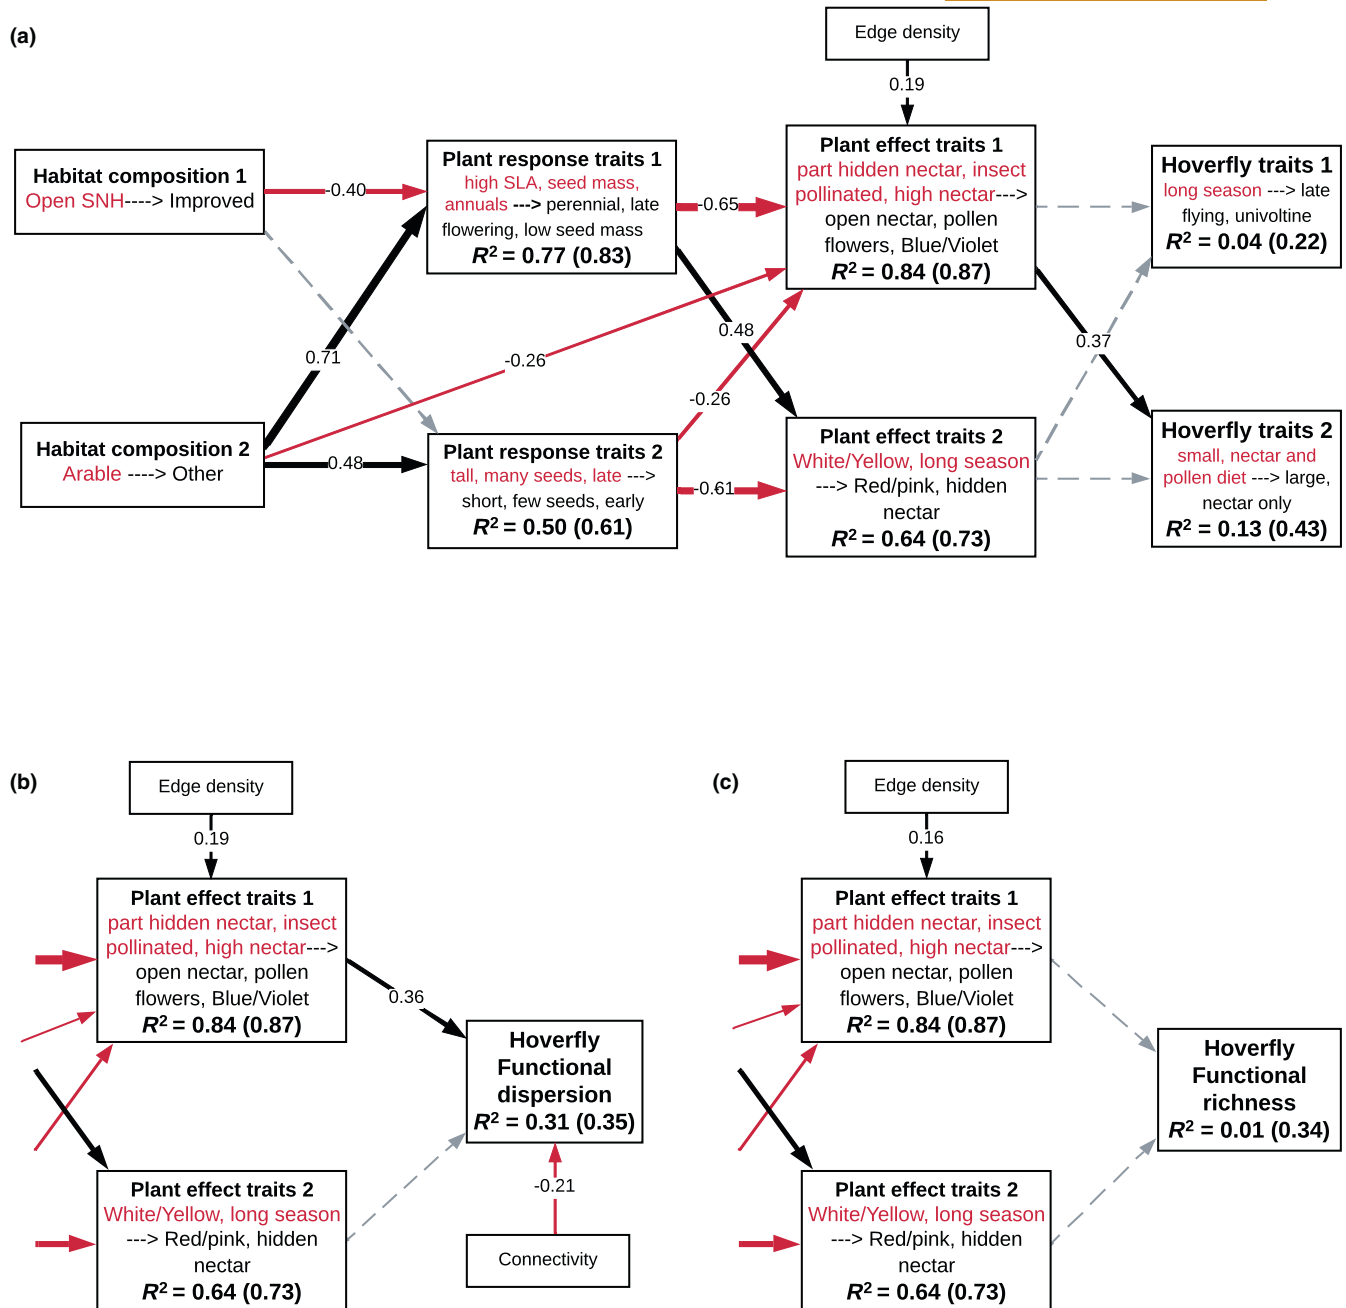 (a)
Edge density
0.19
Habitat composition 1
Open SNH----> Improved
-0.40
Plant response traits 1
high SLA, seed mass,
annuals ---> perennial, late
flowering, low seed mass
R² = 0.77 (0.83)
-0.65
Plant effect traits 1
part hidden nectar, insect
pollinated, high nectar--->
open nectar, pollen
flowers, Blue/Violet
R² = 0.84 (0.87)
Hoverfly traits 1
long season ---> late
flying, univoltine
R² = 0.04 (0.22)
0.71
-0.26
0.48
0.37
-0.26
Habitat composition 2
Arable ----> Other
0.48
Plant response traits 2
tall, many seeds, late --->
short, few seeds, early
R² = 0.50 (0.61)
-0.61
Plant effect traits 2
White/Yellow, long season
---> Red/pink, hidden
nectar
R² = 0.64 (0.73)
Hoverfly traits 2
small, nectar and
pollen diet ---> large,
nectar only
R² = 0.13 (0.43)
(b)
Edge density
0.19
Plant effect traits 1
part hidden nectar, insect
pollinated, high nectar--->
open nectar, pollen
flowers, Blue/Violet
R² = 0.84 (0.87)
0.36
Hoverfly
Functional
dispersion
R² = 0.31 (0.35)
-0.21
Connectivity
Plant effect traits 2
White/Yellow, long season
---> Red/pink, hidden
nectar
R² = 0.64 (0.73)
(c)
Edge density
0.16
Plant effect traits 1
part hidden nectar, insect
pollinated, high nectar--->
open nectar, pollen
flowers, Blue/Violet
R² = 0.84 (0.87)
Hoverfly
Functional
richness
R² = 0.01 (0.34)
Plant effect traits 2
White/Yellow, long season
---> Red/pink, hidden
nectar
R² = 0.64 (0.73)